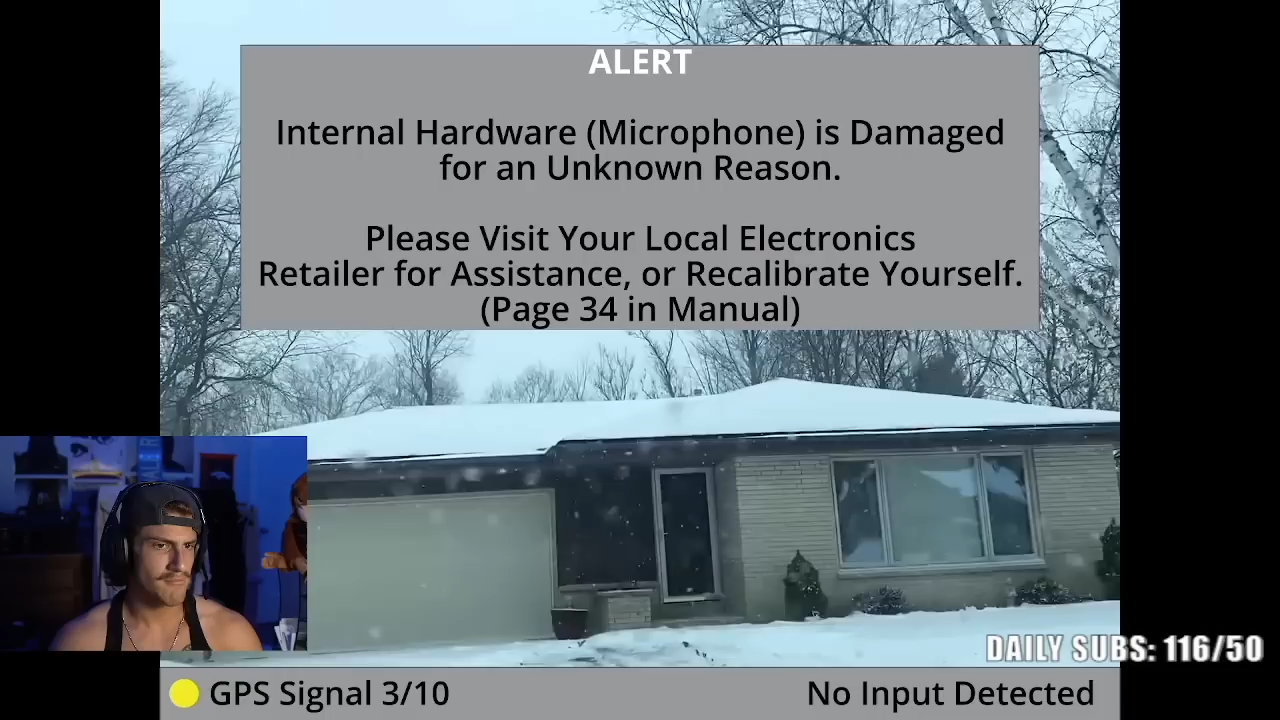 ALERT
Internal Hardware (Microphone) is Damaged
for an Unknown Reason.
Please Visit Your Local Electronics
Retailer for Assistance, or Recalibrate Yourself.
(Page 34 in Manual)
DAILY SUBS: 116/50
GPS Signal 3/10
No Input Detected